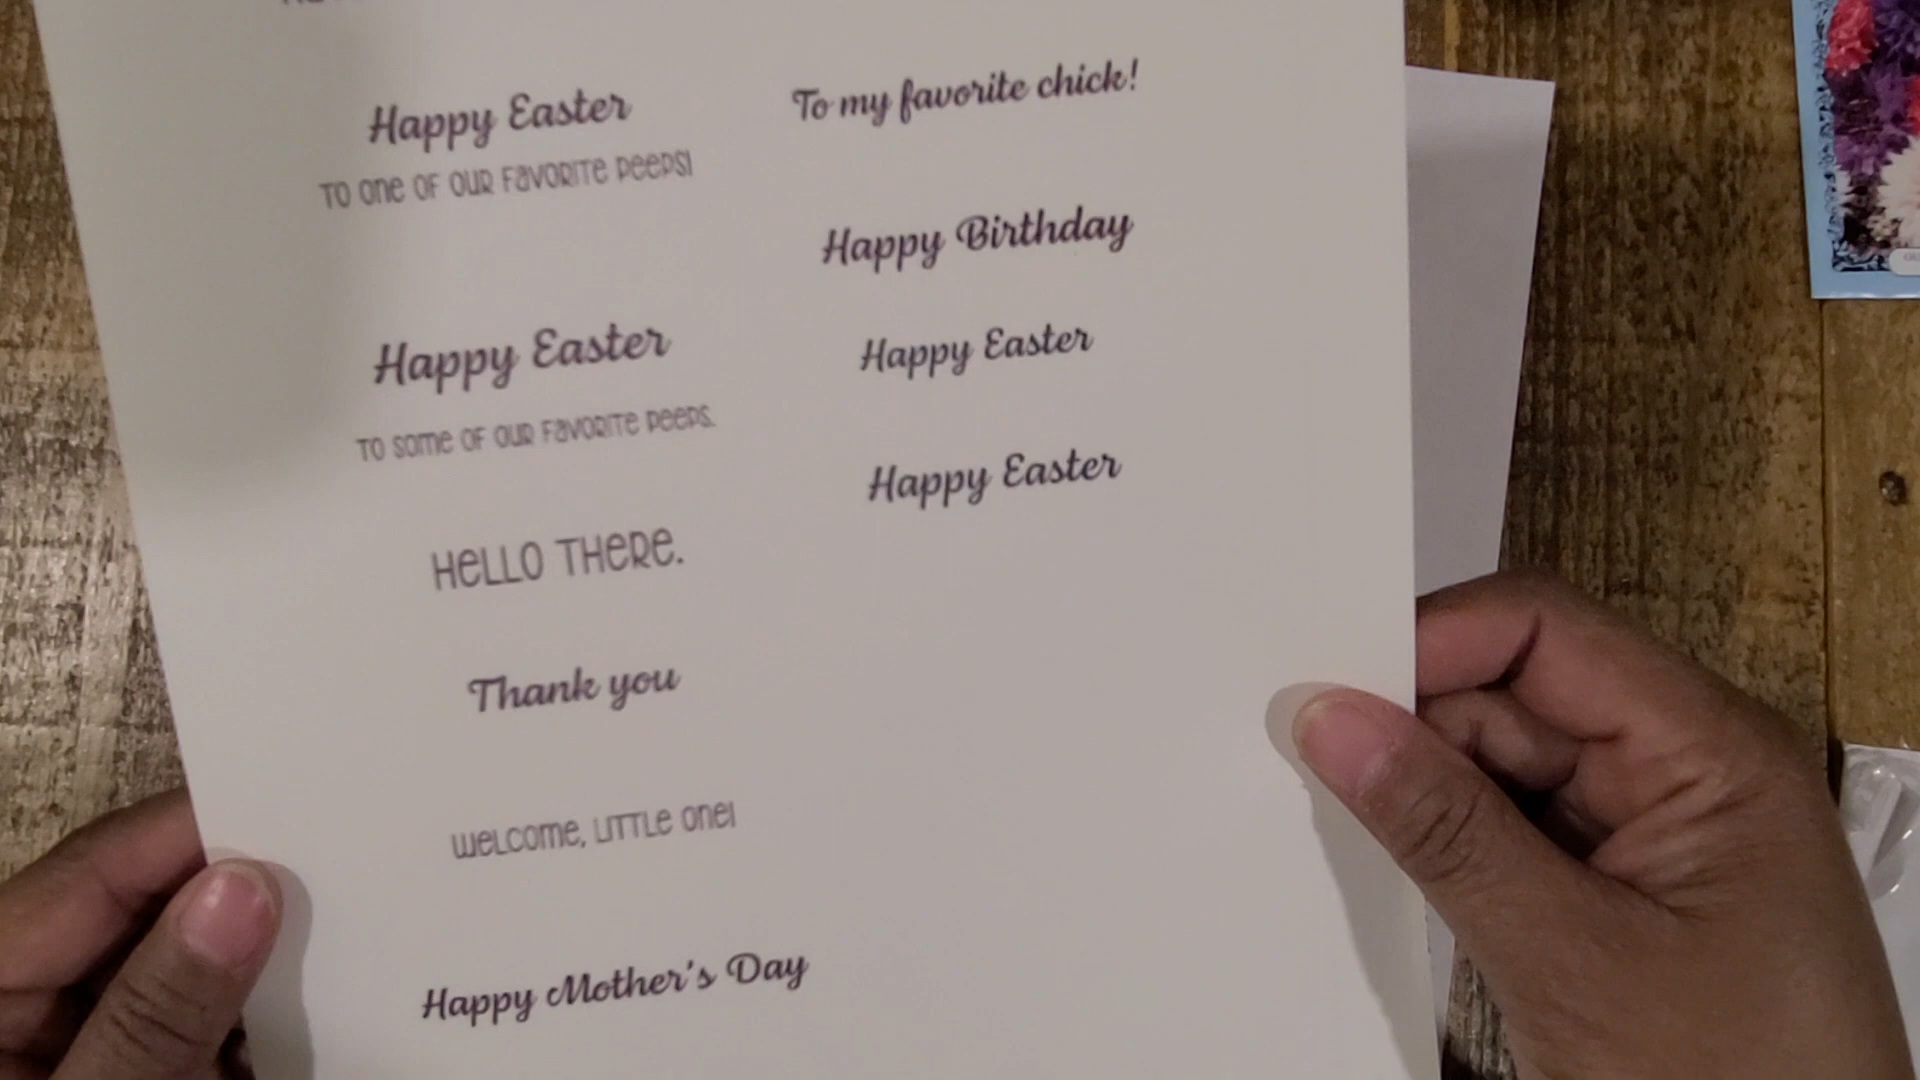 Happy Easter
TO ONE OF OUR FAVORITE PEEPS!
Happy Easter
TO SOME OF OUR FAVORITE PEEPS.
HELLO THERE.
Thank you
WELCOME, LITTLE ONE!
Happy Mother's Day
To my favorite chick!
Happy Birthday
Happy Easter
Happy Easter